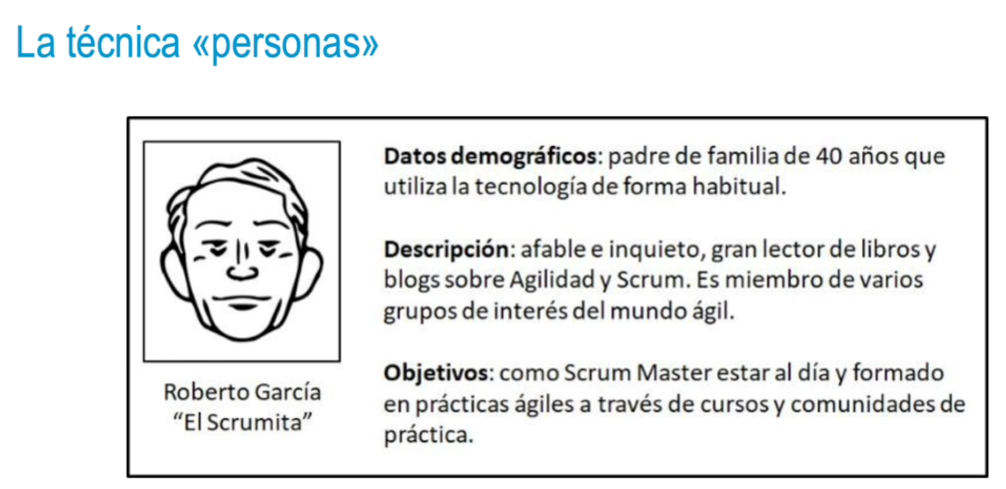 La técnica «personas»
Datos demográficos: padre de familia de 40 años que
utiliza la tecnología de forma habitual.
Descripción: afable e inquieto, gran lector de libros y
blogs sobre Agilidad y Scrum. Es miembro de varios
grupos de interés del mundo ágil.
Objetivos: como Scrum Master estar al día y formado
en prácticas ágiles a través de cursos y comunidades de
práctica.
Roberto García
“El Scrumita”